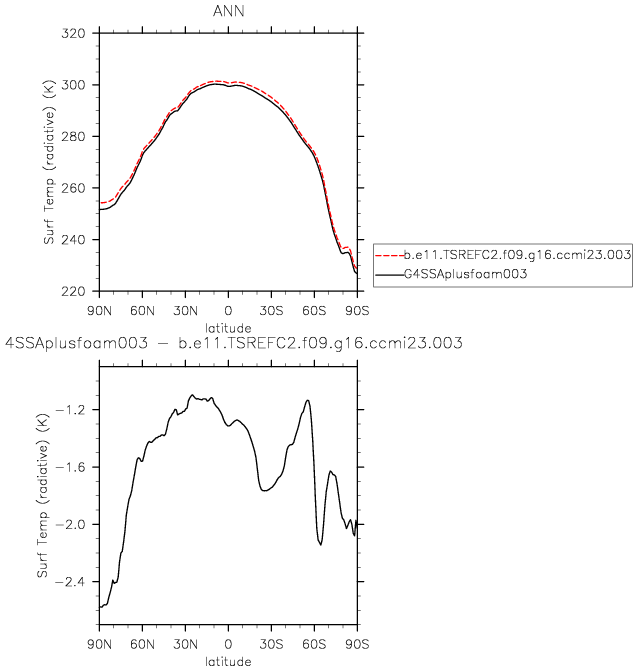 ANN
320
300
280
260
240
220
Surf Temp (radiative) (K)
90N 60N 30N 0 30S 60S 90S
latitude
b.e11.TSREFC2.f09.g16.ccmi23.003
G4SSAplusfoam003
4SSAplusfoam003 − b.e11.TSREFC2.f09.g16.ccmi23.003
−1.2
−1.6
−2.0
−2.4
Surf Temp (radiative) (K)
90N 60N 30N 0 30S 60S 90S
latitude